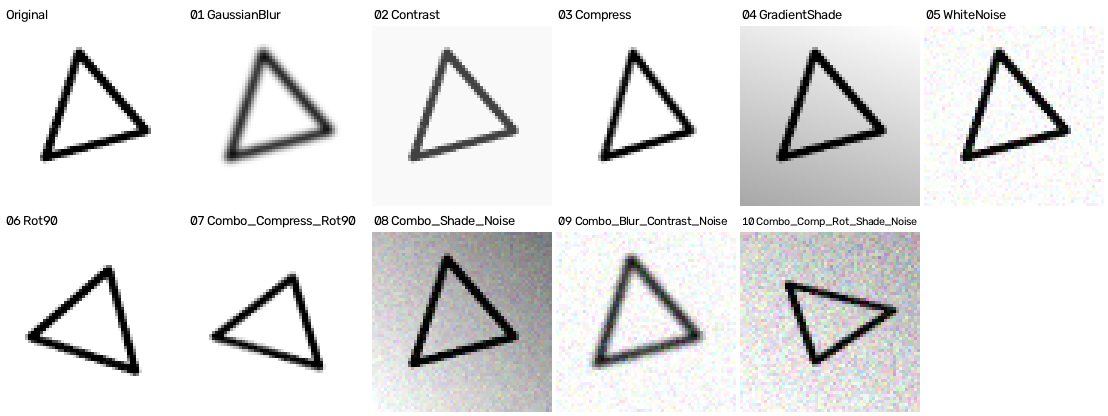 Original 01 GaussianBlur 02 Contrast 03 Compress 04 GradientShade 05 WhiteNoise
06 Rot90 07 Combo_Compress_Rot90 08 Combo_Shade_Noise 09 Combo_Blur_Contrast_Noise 10 Combo_Comp_Rot_Shade_Noise